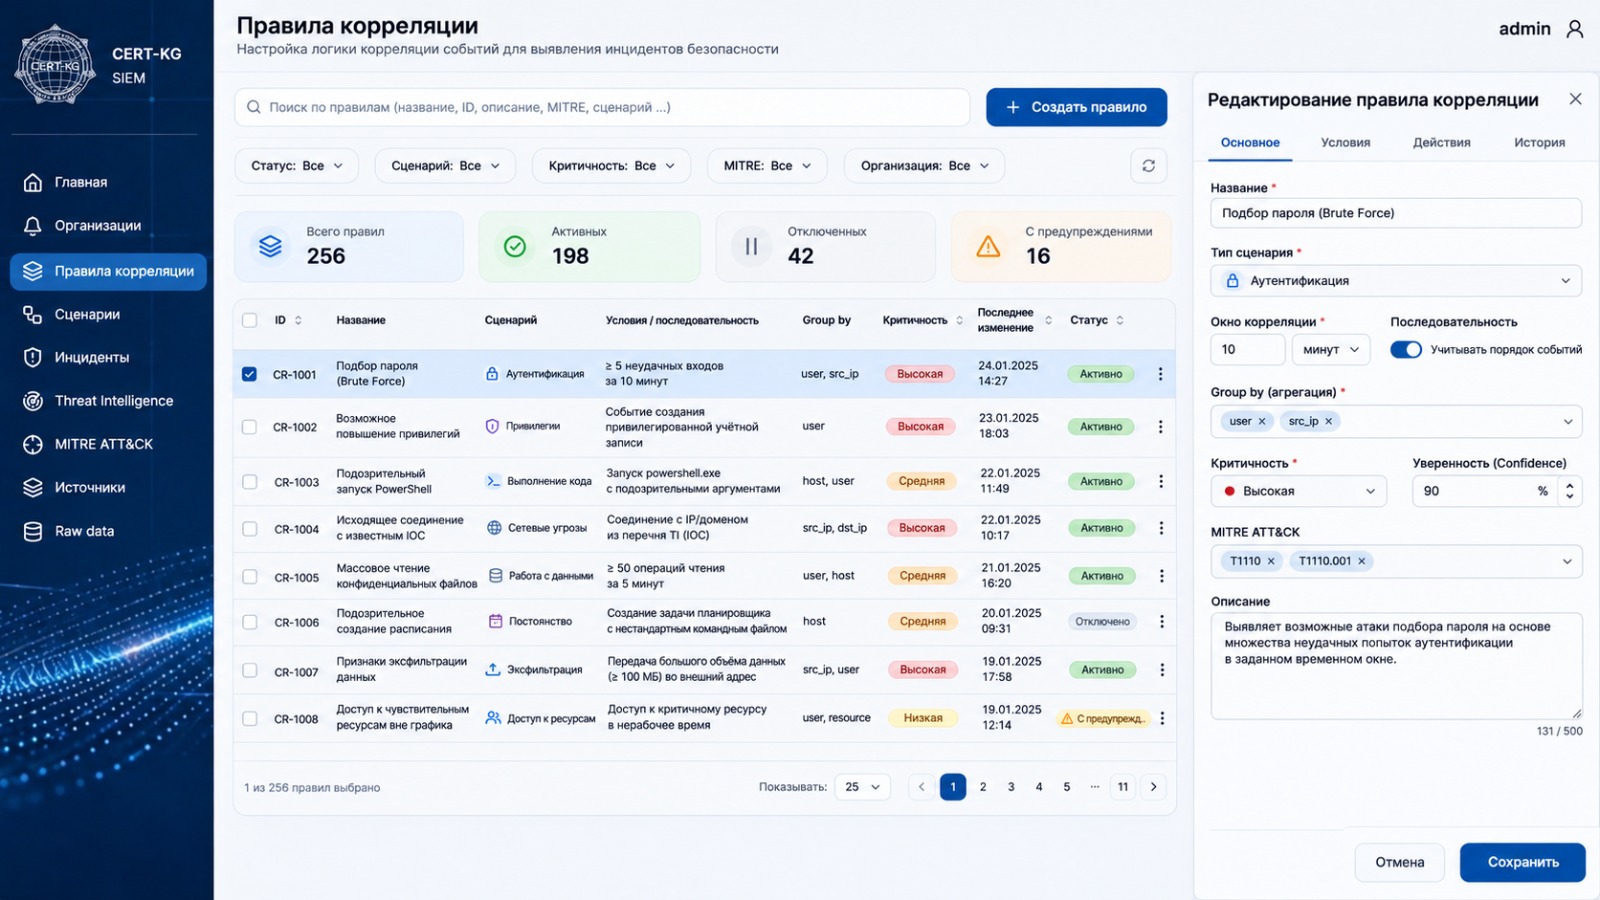 CERT-KG
CERT-KG
SIEM
Главная
Организации
Правила корреляции
Сценарии
Инциденты
Threat Intelligence
MITRE ATT&CK
Источники
Raw data
Правила корреляции
Настройка логики корреляции событий для выявления инцидентов безопасности
admin
Поиск по правилам (название, ID, описание, MITRE, сценарий ...)
+ Создать правило
Статус: Все
Сценарий: Все
Критичность: Все
MITRE: Все
Организация: Все
Всего правил
256
Активных
198
Отключенных
42
С предупреждениями
16
ID Название Сценарий Условия / последовательность Group by Критичность Последнее изменение Статус
CR-1001 Подбор пароля (Brute Force) Аутентификация ≥ 5 неудачных входов за 10 минут user, src_ip Высокая 24.01.2025 14:27 Активно
CR-1002 Возможное повышение привилегий Привилегии Событие создания привилегированной учётной записи user Высокая 23.01.2025 18:03 Активно
CR-1003 Подозрительный запуск PowerShell Выполнение кода Запуск powershell.exe с подозрительными аргументами host, user Средняя 22.01.2025 11:49 Активно
CR-1004 Исходящее соединение с известным IOC Сетевые угрозы Соединение с IP/доменом из перечня TI (IOC) src_ip, dst_ip Высокая 22.01.2025 10:17 Активно
CR-1005 Массовое чтение конфиденциальных файлов Работа с данными ≥ 50 операций чтения за 5 минут user, host Средняя 21.01.2025 16:20 Активно
CR-1006 Подозрительное создание расписания Постоянство Создание задачи планировщика с нестандартным командным файлом host Средняя 20.01.2025 09:31 Отключено
CR-1007 Признаки эксфильтрации данных Эксфильтрация Передача большого объёма данных (≥ 100 МБ) во внешний адрес src_ip, user Высокая 19.01.2025 17:58 Активно
CR-1008 Доступ к чувствительным ресурсам вне графика Доступ к ресурсам Доступ к критичному ресурсу в нерабочее время user, resource Низкая 19.01.2025 12:14 С предупрежд..
1 из 256 правил выбрано
Показывать: 25
1 2 3 4 5 ... 11
Редактирование правила корреляции
Основное Условия Действия История
Название *
Подбор пароля (Brute Force)
Тип сценария *
Аутентификация
Окно корреляции *
10 минут
Последовательность
Учитывать порядок событий
Group by (агрегация) *
user × src_ip ×
Критичность *
Высокая
Уверенность (Confidence)
90 %
MITRE ATT&CK
T1110 × T1110.001 ×
Описание
Выявляет возможные атаки подбора пароля на основе
множества неудачных попыток аутентификации
в заданном временном окне.
131 / 500
Отмена
Сохранить